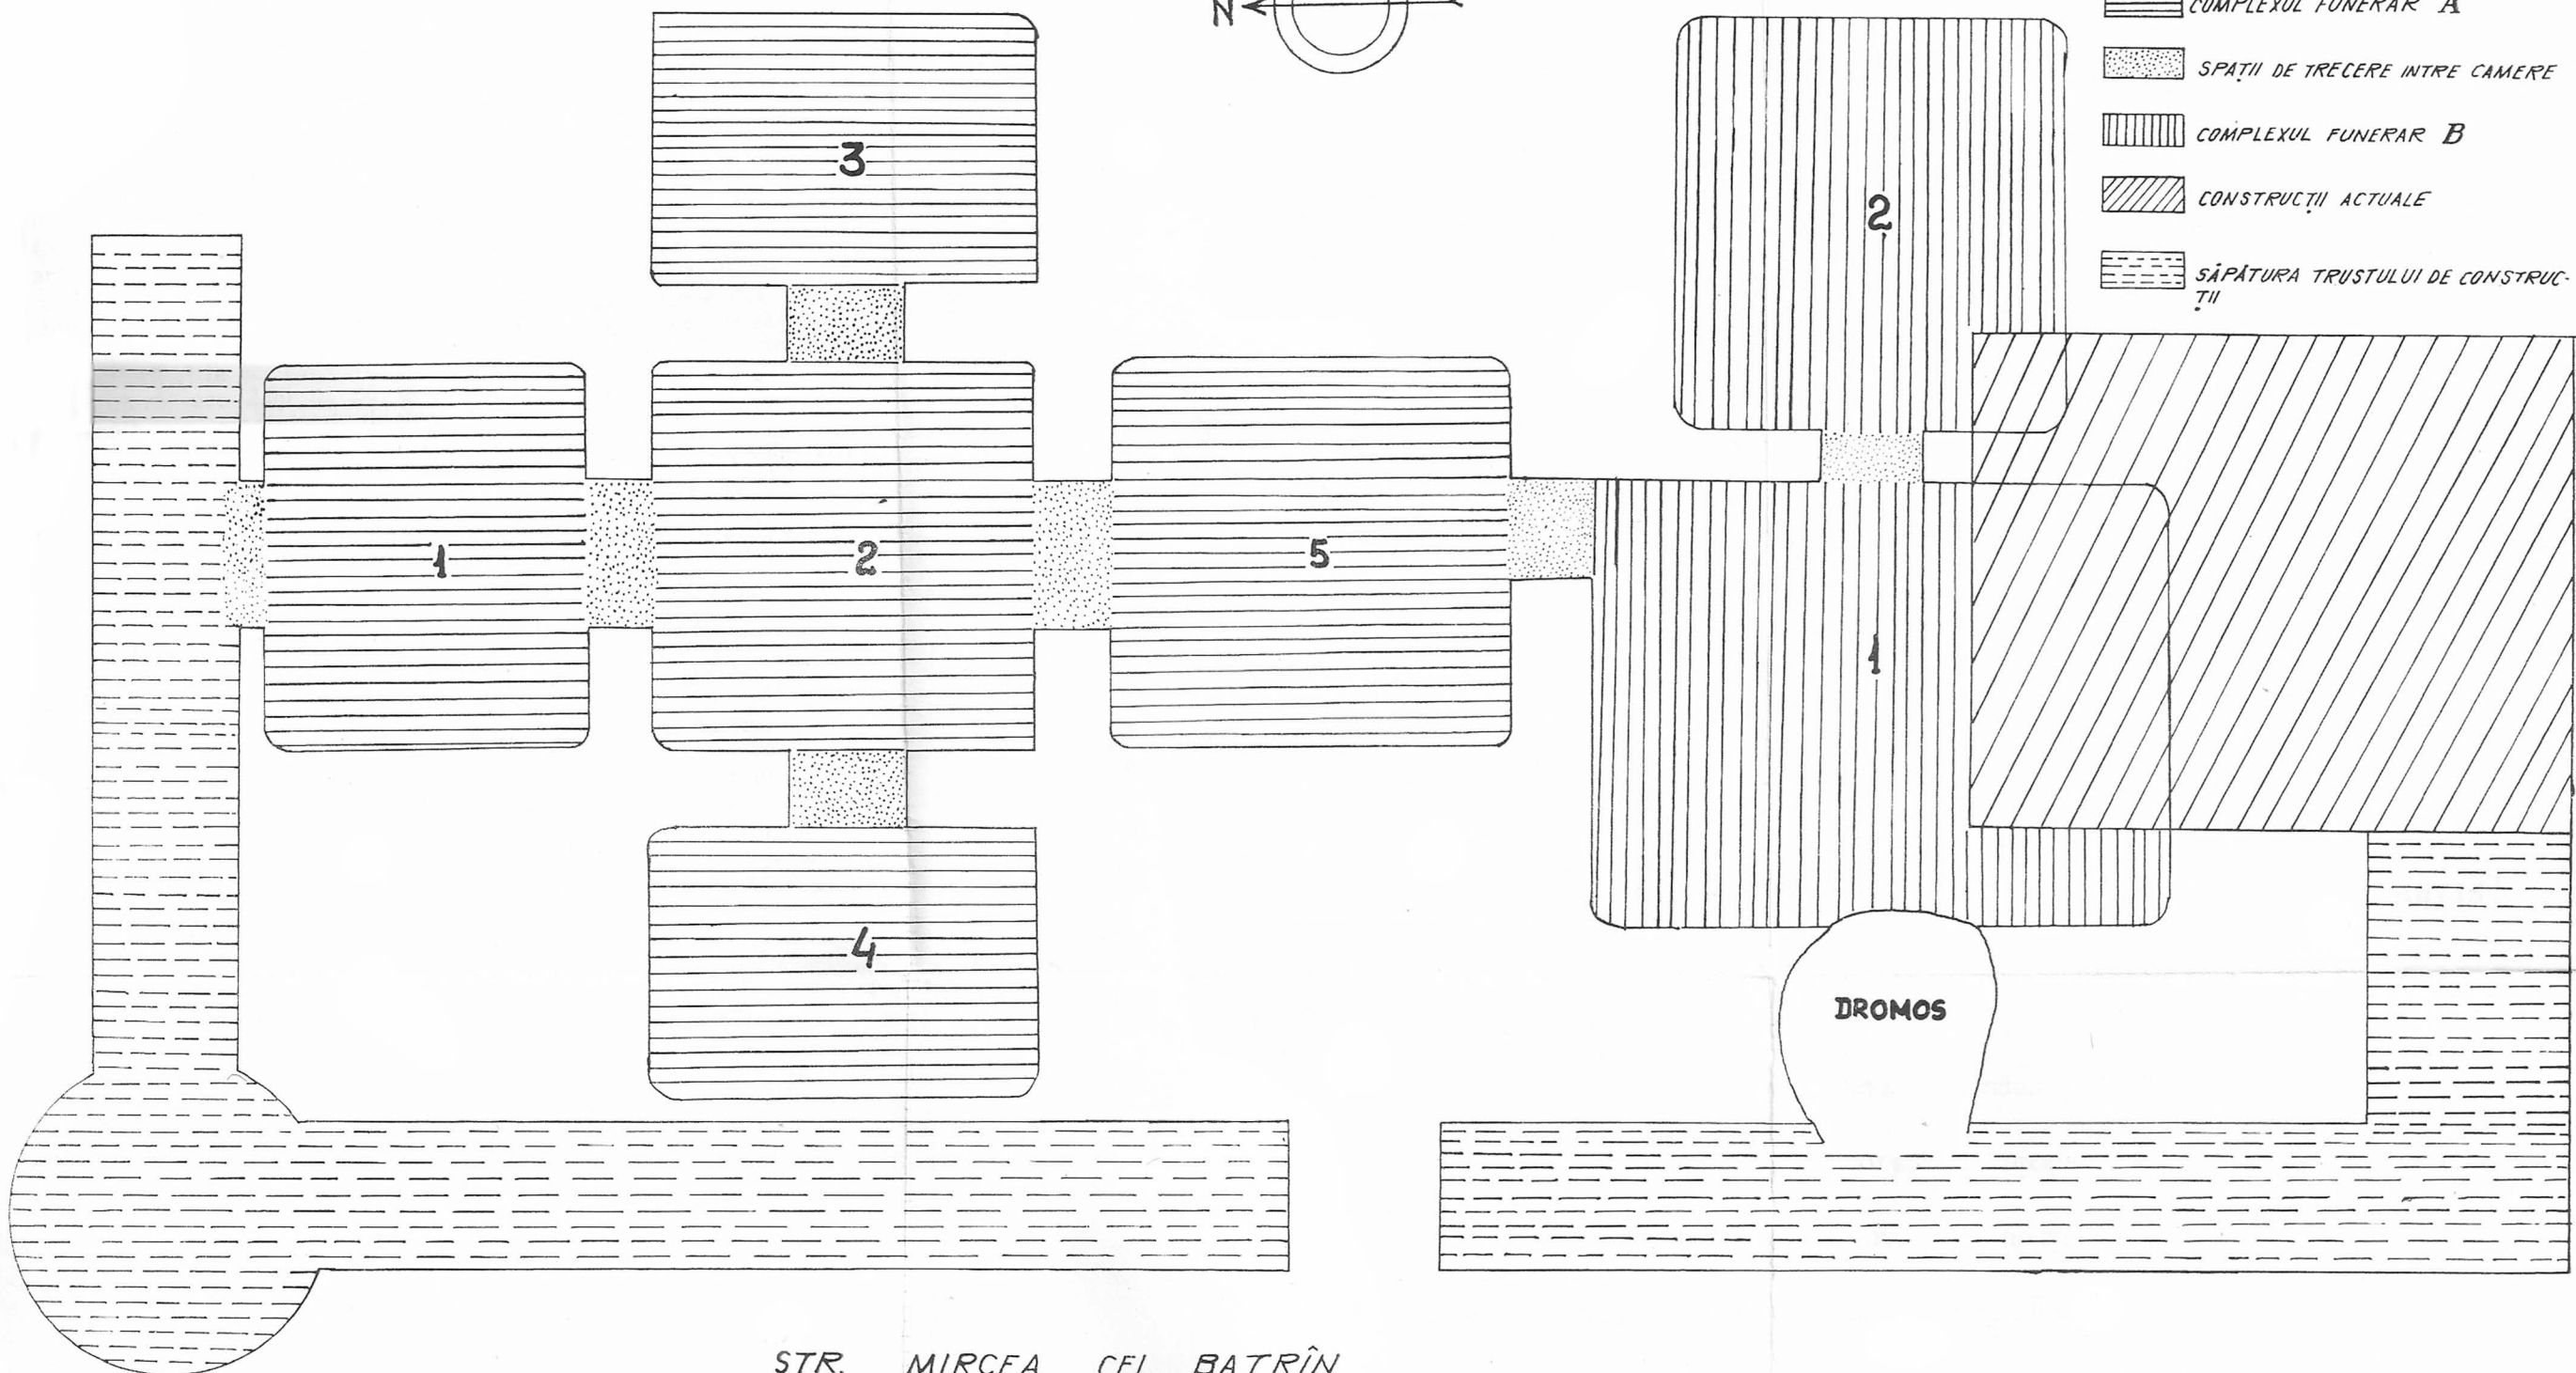 N
COMPLEXUL FUNERAR A
SPAȚII DE TRECERE INTRE CAMERE
COMPLEXUL FUNERAR B
CONSTRUCȚII ACTUALE
SĂPĂTURA TRUSTULUI DE CONSTRUC-
ȚII
3
2
1
2
5
1
4
DROMOS
STR. MIRCEA CEL BATRÎN